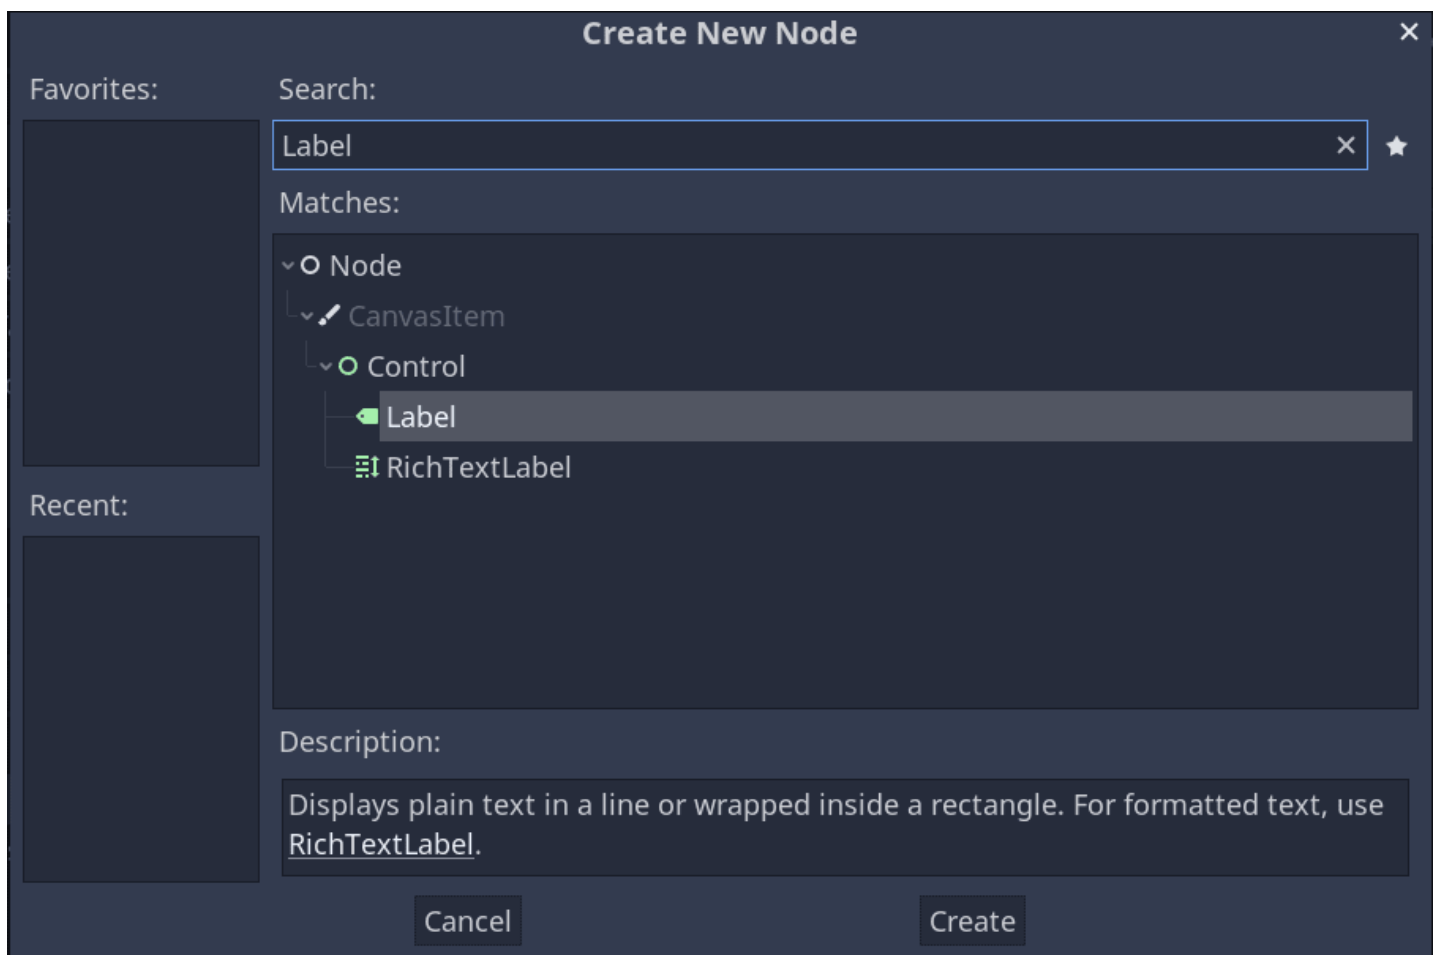 Create New Node
Favorites:
Search:
Label
Matches:
Node
CanvasItem
Control
Label
RichTextLabel
Recent:
Description:
Displays plain text in a line or wrapped inside a rectangle. For formatted text, use
RichTextLabel.
Cancel
Create